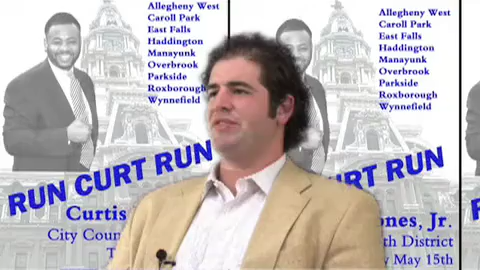 Allegheny West
Caroll Park
East Falls
Haddington
Manayunk
Overbrook
Parkside
Roxborough
Wynnefield
RUN CURT RUN
Curtis
City Coun
Allegheny West
Caroll Park
East Falls
Haddington
Manayunk
Overbrook
Parkside
Roxborough
Wynnefield
CURT RUN
ones, Jr.
th District
May 15th